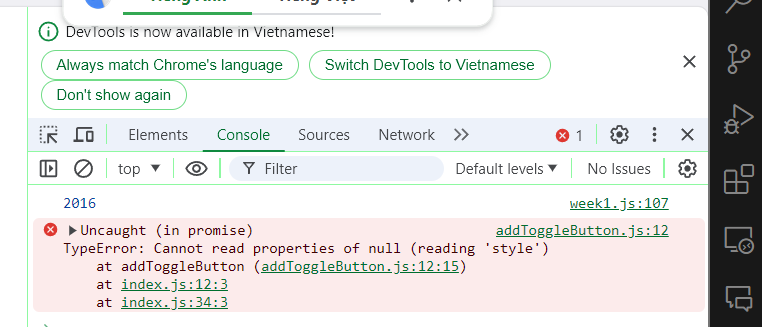 DevTools is now available in Vietnamese!
Always match Chrome's language
Switch DevTools to Vietnamese
Don't show again
Elements Console Sources Network 1
top Filter Default levels No Issues
2016 week1.js:107
Uncaught (in promise) addToggleButton.js:12
TypeError: Cannot read properties of null (reading 'style')
at addToggleButton (addToggleButton.js:12:15)
at index.js:12:3
at index.js:34:3